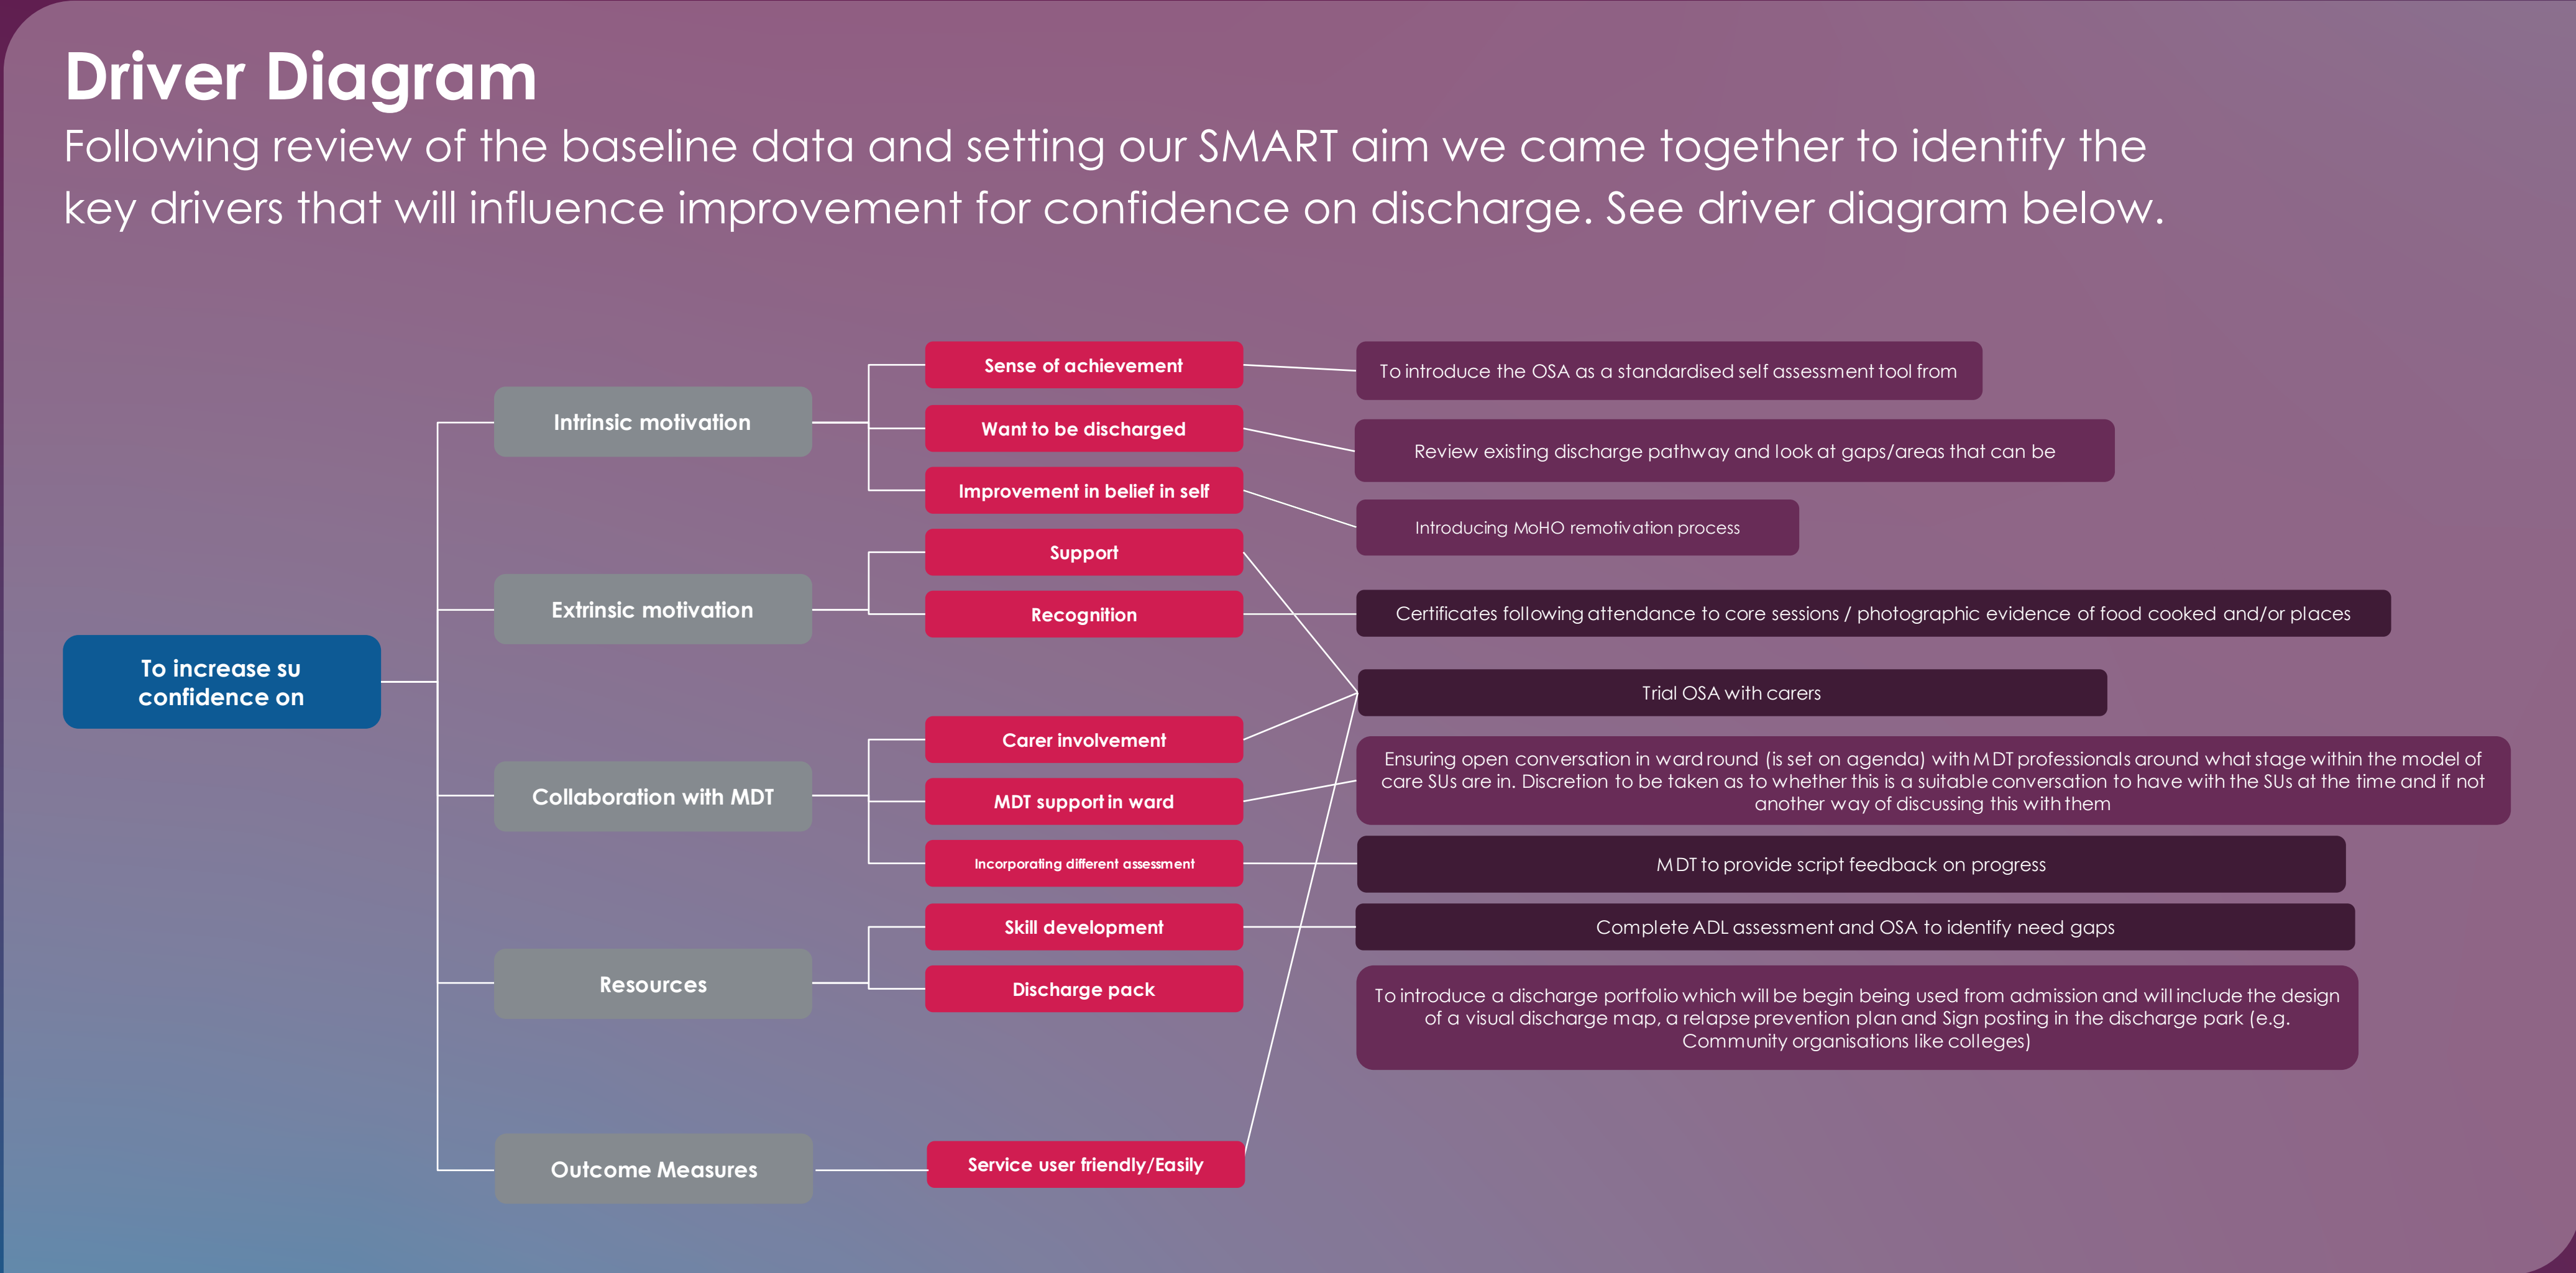 Driver Diagram
Following review of the baseline data and setting our SMART aim we came together to identify the
key drivers that will influence improvement for confidence on discharge. See driver diagram below.
To increase su
confidence on
Intrinsic motivation
Extrinsic motivation
Collaboration with MDT
Resources
Outcome Measures
Sense of achievement
Want to be discharged
Improvement in belief in self
Support
Recognition
Carer involvement
MDT support in ward
Incorporating different assessment
Skill development
Discharge pack
Service user friendly/Easily
To introduce the OSA as a standardised self assessment tool from
Review existing discharge pathway and look at gaps/areas that can be
Introducing MoHO remotivation process
Certificates following attendance to core sessions / photographic evidence of food cooked and/or places
Trial OSA with carers
Ensuring open conversation in ward round (is set on agenda) with MDT professionals around what stage within the model of
care SUs are in. Discretion to be taken as to whether this is a suitable conversation to have with the SUs at the time and if not
another way of discussing this with them
MDT to provide script feedback on progress
Complete ADL assessment and OSA to identify need gaps
To introduce a discharge portfolio which will be begin being used from admission and will include the design
of a visual discharge map, a relapse prevention plan and Sign posting in the discharge park (e.g.
Community organisations like colleges)